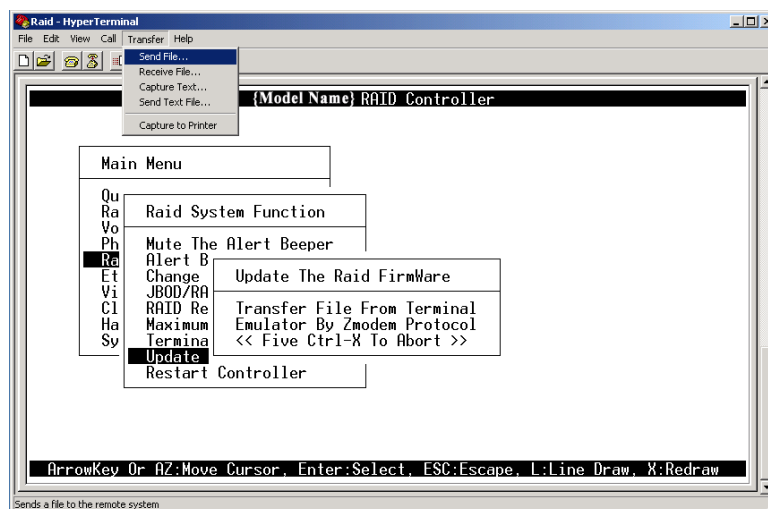 Raid - HyperTerminal
File Edit View Call Transfer Help
Send File...
Receive File...
Capture Text...
Send Text File...
Capture to Printer
{Model Name} RAID Controller
Main Menu
Qu
Ra
Vo
Ph
Ra
Et
Vi
Cl
Ha
Sy
Raid System Function
Mute The Alert Beeper
Alert B
Change
JBOD/RA
RAID Re
Maximum
Termina
Update
Restart Controller
Update The Raid FirmWare
Transfer File From Terminal
Emulator By Zmodem Protocol
<< Five Ctrl-X To Abort >>
ArrowKey Or AZ:Move Cursor, Enter:Select, ESC:Escape, L:Line Draw, X:Redraw
Sends a file to the remote system